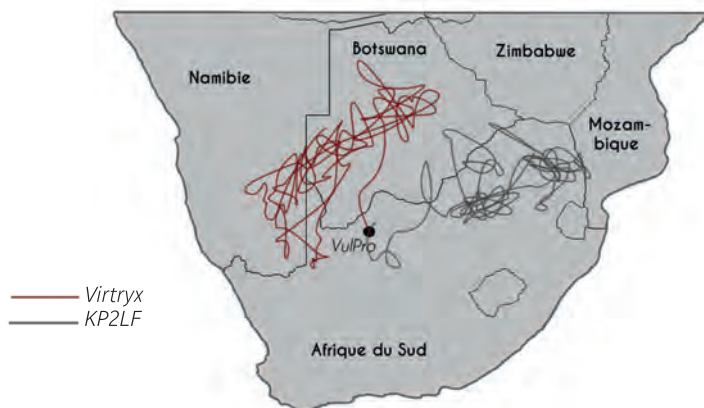 Botswana
Zimbabwe
Namibie
Mozam-
bique
VulPro
Virtryx
KP2LF
Afrique du Sud